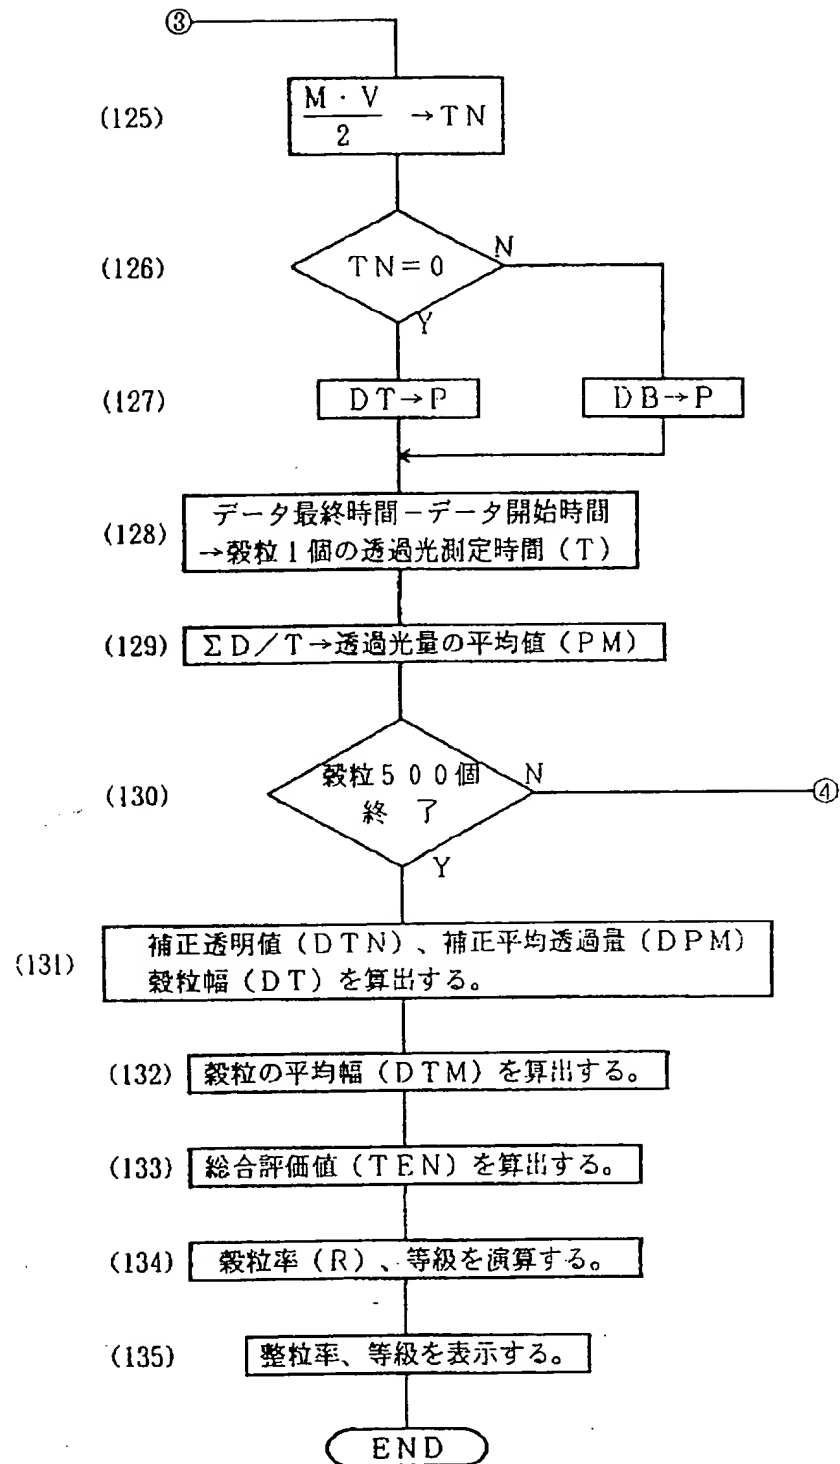 ③
(125)
M・V
2
→TN
(126)
TN=0
N
Y
(127)
DT→P
DB→P
(128)
データ最終時間-データ開始時間
→穀粒1個の透過光測定時間(T)
(129)
ΣD/T→透過光量の平均値(PM)
(130)
穀粒500個
終 了
N
④
Y
(131)
補正透明値(DTN)、補正平均透過量(DPM)
穀粒幅(DT)を算出する。
(132)
穀粒の平均幅(DTM)を算出する。
(133)
総合評価値(TEN)を算出する。
(134)
穀粒率(R)、等級を演算する。
(135)
整粒率、等級を表示する。
END